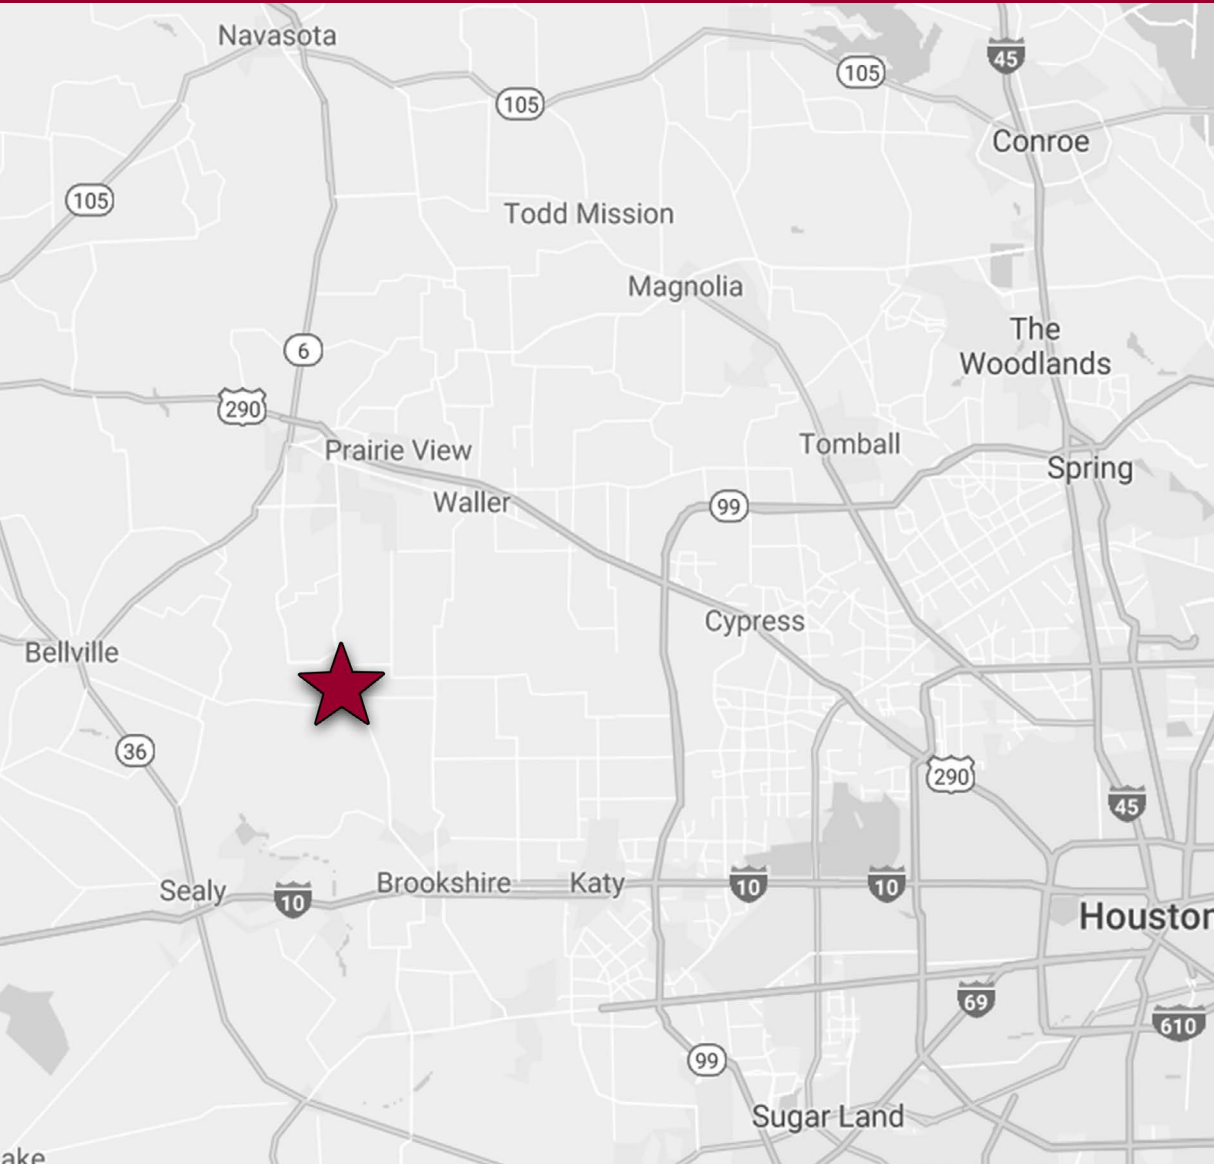 Navasota
45
105
105
Conroe
105
Todd Mission
Magnolia
The
Woodlands
6
290
Prairie View
Tomball
Spring
Waller
99
Cypress
Bellville
36
290
45
Sealy
10
Brookshire
Katy
10
10
Houston
69
610
99
Sugar Land
ake